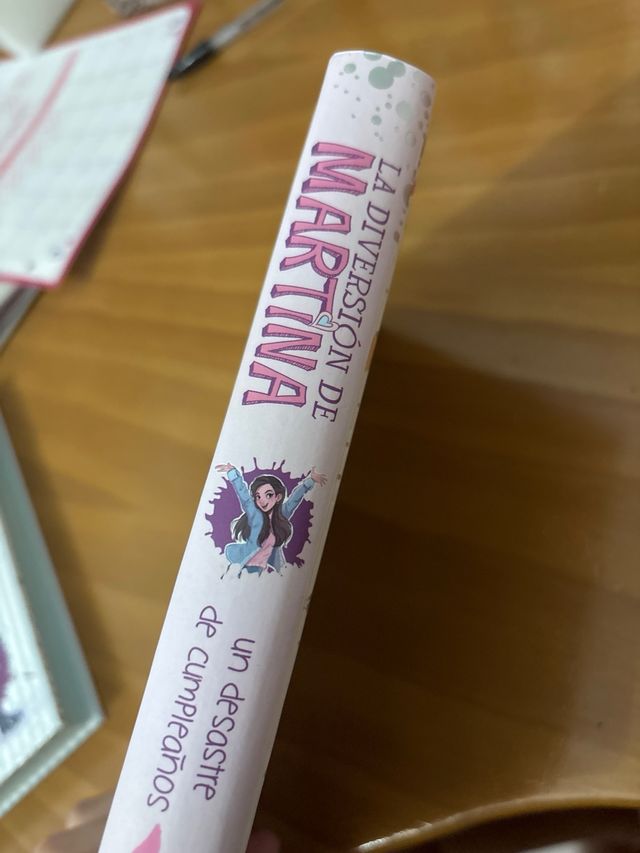 LA DIVERSIÓN DE
MARTINA
un desastre
de cumpleaños